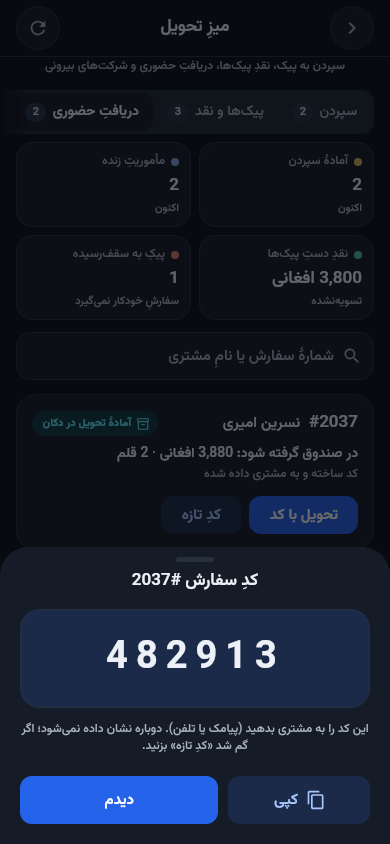 میزِ تحویل
سپردن به پیک، نقدِ پیک‌ها، دریافتِ حضوری و شرکت‌های بیرونی
سپردن 2
پیک‌ها و نقد 3
دریافتِ حضوری 2
آمادهٔ سپردن
2
اکنون
مأموریتِ زنده
2
اکنون
نقدِ دستِ پیک‌ها
3,800 افغانی
تسویه‌نشده
پیکِ به سقف‌رسیده
1
سفارشِ خودکار نمی‌گیرد
شمارهٔ سفارش یا نامِ مشتری
#2037 نسرین امیری
آمادهٔ تحویل در دکان
در صندوق گرفته شود: 3,880 افغانی · 2 قلم
کد ساخته و به مشتری داده شده
تحویل با کد
کدِ تازه
کدِ سفارش #2037
482913
این کد را به مشتری بدهید (پیامک یا تلفن). دوباره نشان داده نمی‌شود؛ اگر
گم شد «کدِ تازه» بزنید.
کپی
دیدم